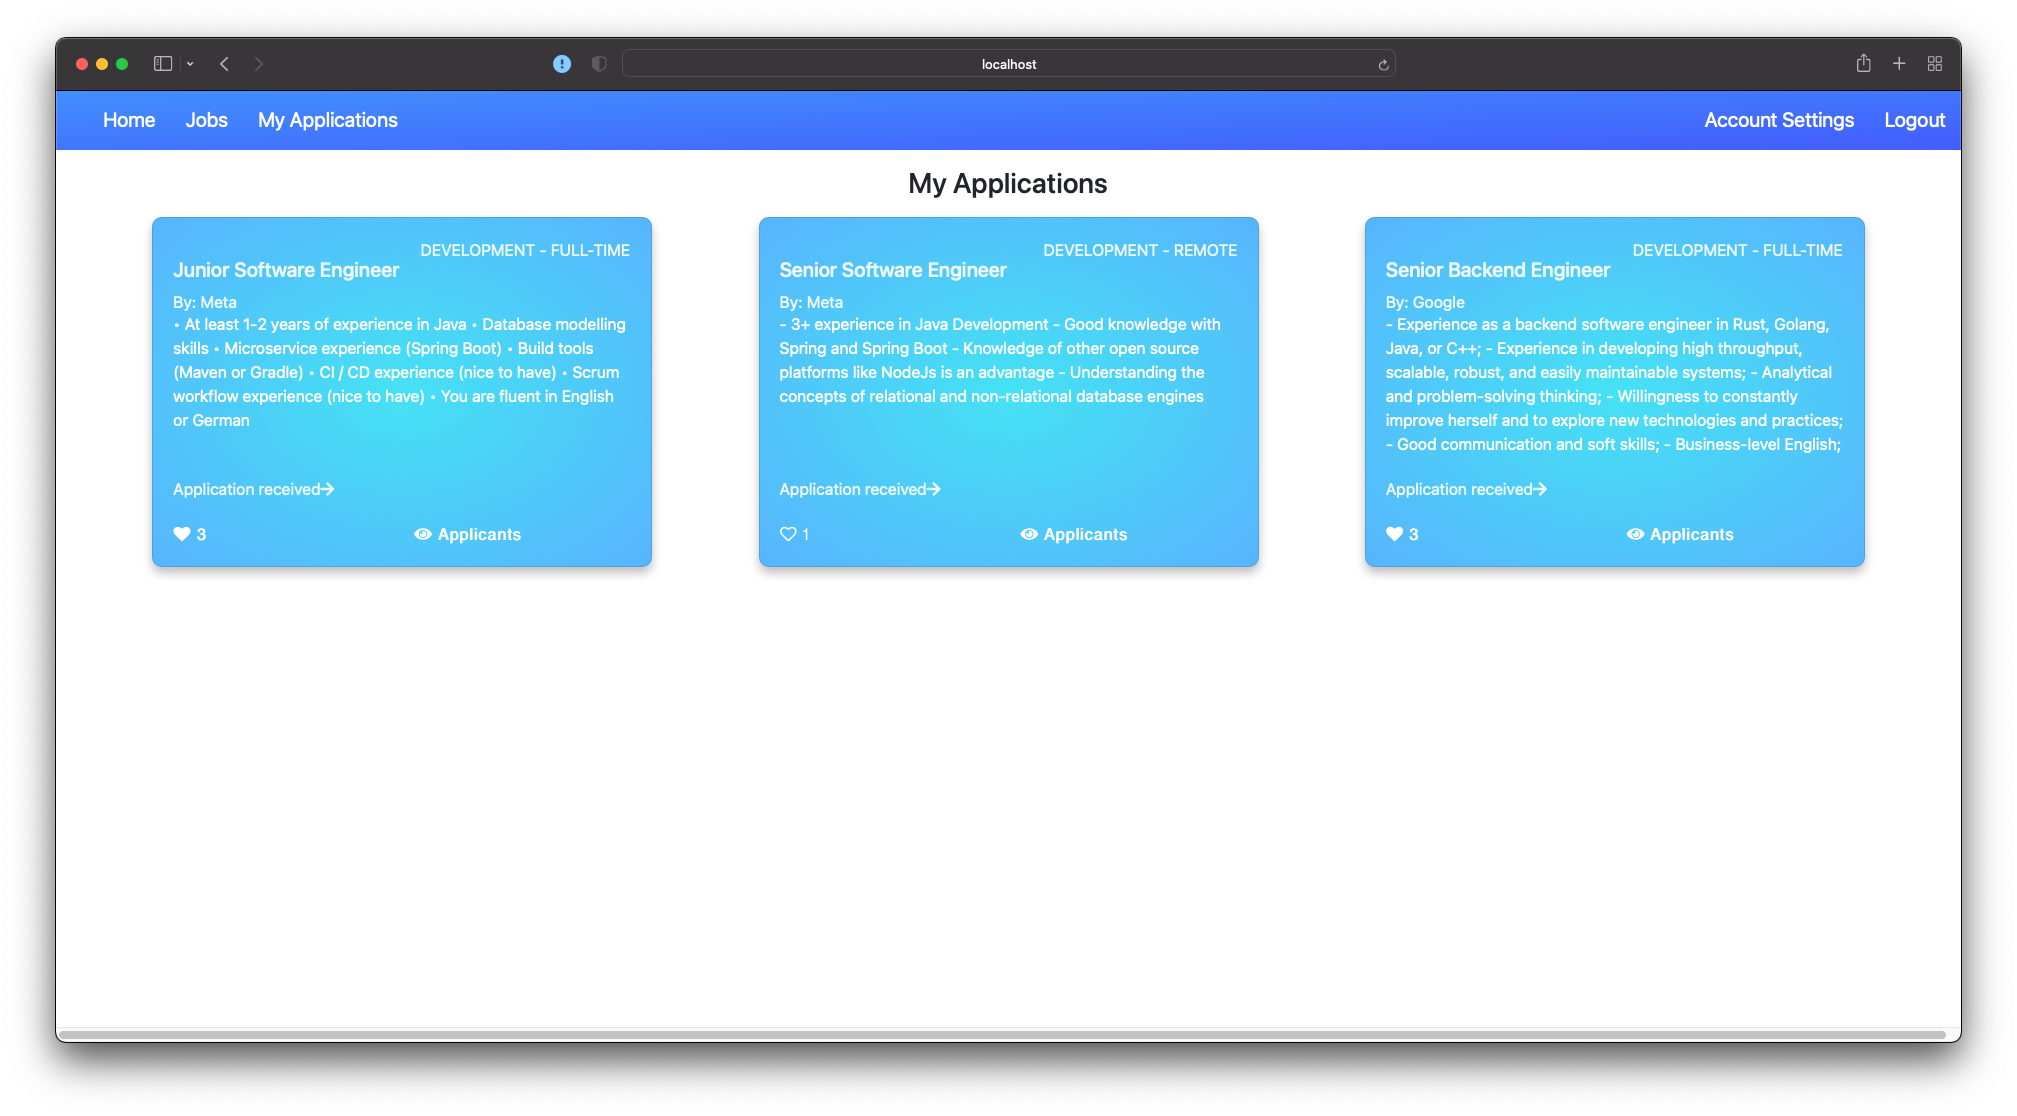 localhost
Home Jobs My Applications Account Settings Logout
My Applications
DEVELOPMENT - FULL-TIME
Junior Software Engineer
By: Meta
• At least 1-2 years of experience in Java • Database modelling
skills • Microservice experience (Spring Boot) • Build tools
(Maven or Gradle) • CI / CD experience (nice to have) • Scrum
workflow experience (nice to have) • You are fluent in English
or German
Application received
3 Applicants
DEVELOPMENT - REMOTE
Senior Software Engineer
By: Meta
- 3+ experience in Java Development - Good knowledge with
Spring and Spring Boot - Knowledge of other open source
platforms like NodeJs is an advantage - Understanding the
concepts of relational and non-relational database engines
Application received
1 Applicants
DEVELOPMENT - FULL-TIME
Senior Backend Engineer
By: Google
- Experience as a backend software engineer in Rust, Golang,
Java, or C++; - Experience in developing high throughput,
scalable, robust, and easily maintainable systems; - Analytical
and problem-solving thinking; - Willingness to constantly
improve herself and to explore new technologies and practices;
- Good communication and soft skills; - Business-level English;
Application received
3 Applicants